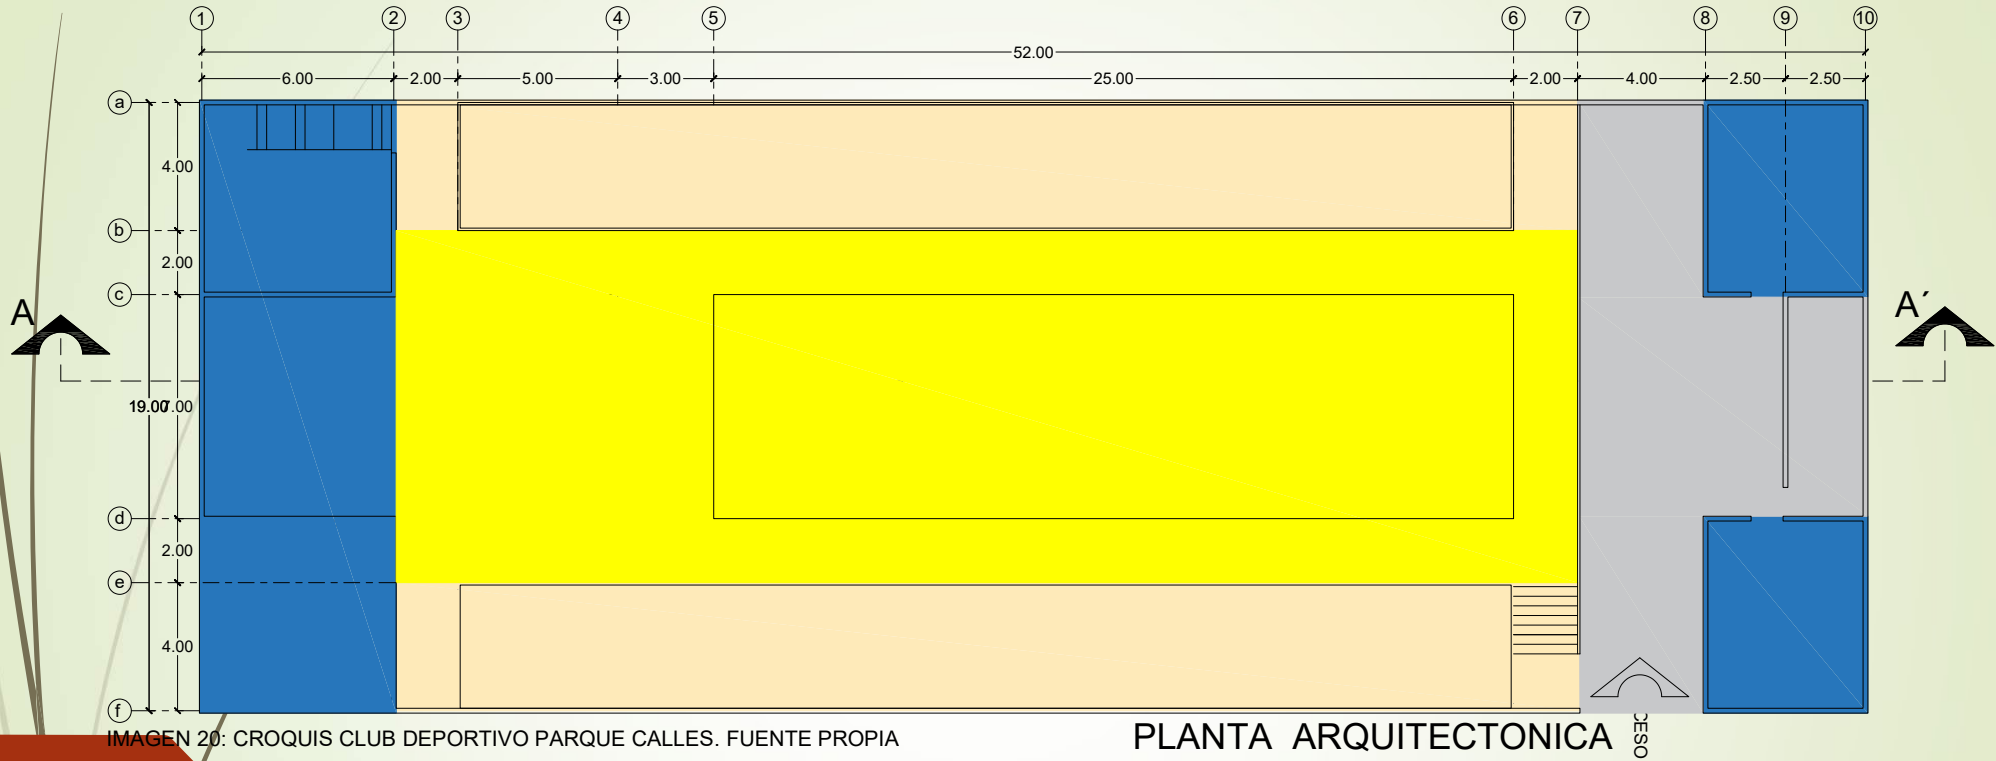 1 2 3 4 5 6 7 8 9 10
52.00
6.00 2.00 5.00 3.00 25.00 2.00 4.00 2.50 2.50
a
4.00
b
2.00
c
A A´
19.00 7.00
d
2.00
e
4.00
f
IMAGEN 20: CROQUIS CLUB DEPORTIVO PARQUE CALLES. FUENTE PROPIA
PLANTA ARQUITECTONICA
CESO